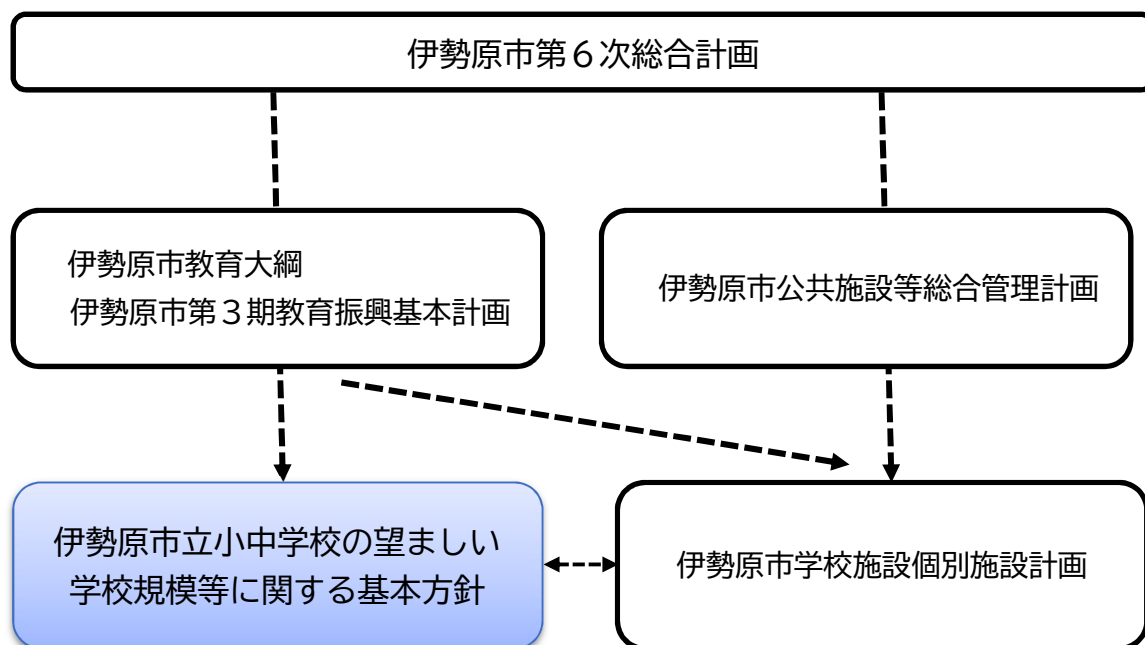 伊勢原市第６次総合計画
伊勢原市教育大綱
伊勢原市第３期教育振興基本計画
伊勢原市公共施設等総合管理計画
伊勢原市立小中学校の望ましい
学校規模等に関する基本方針
伊勢原市学校施設個別施設計画